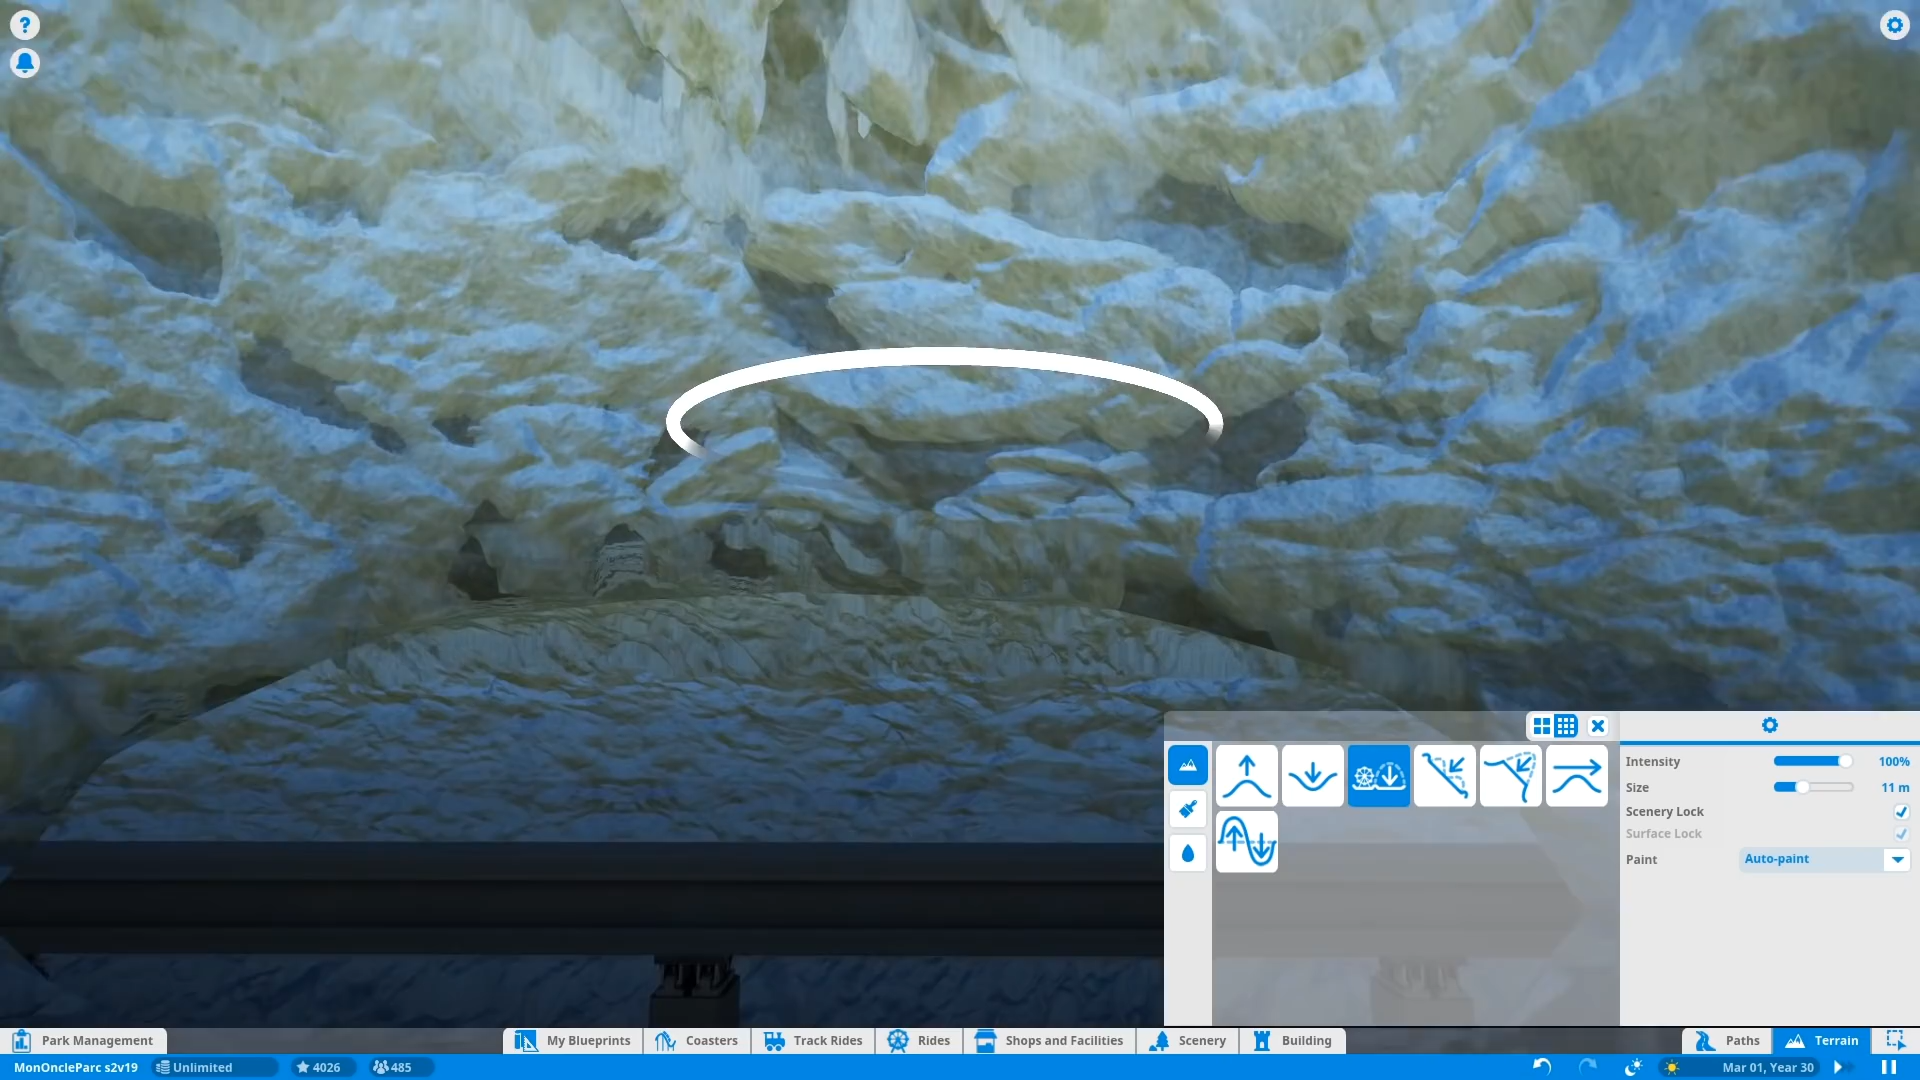 ?
Intensity 100%
Size 11 m
Scenery Lock
Surface Lock
Paint Auto-paint
Park Management
My Blueprints
Coasters
Track Rides
Rides
Shops and Facilities
Scenery
Building
Paths
Terrain
MonOncleParc s2v19
Unlimited
4026
485
Mar 01, Year 30